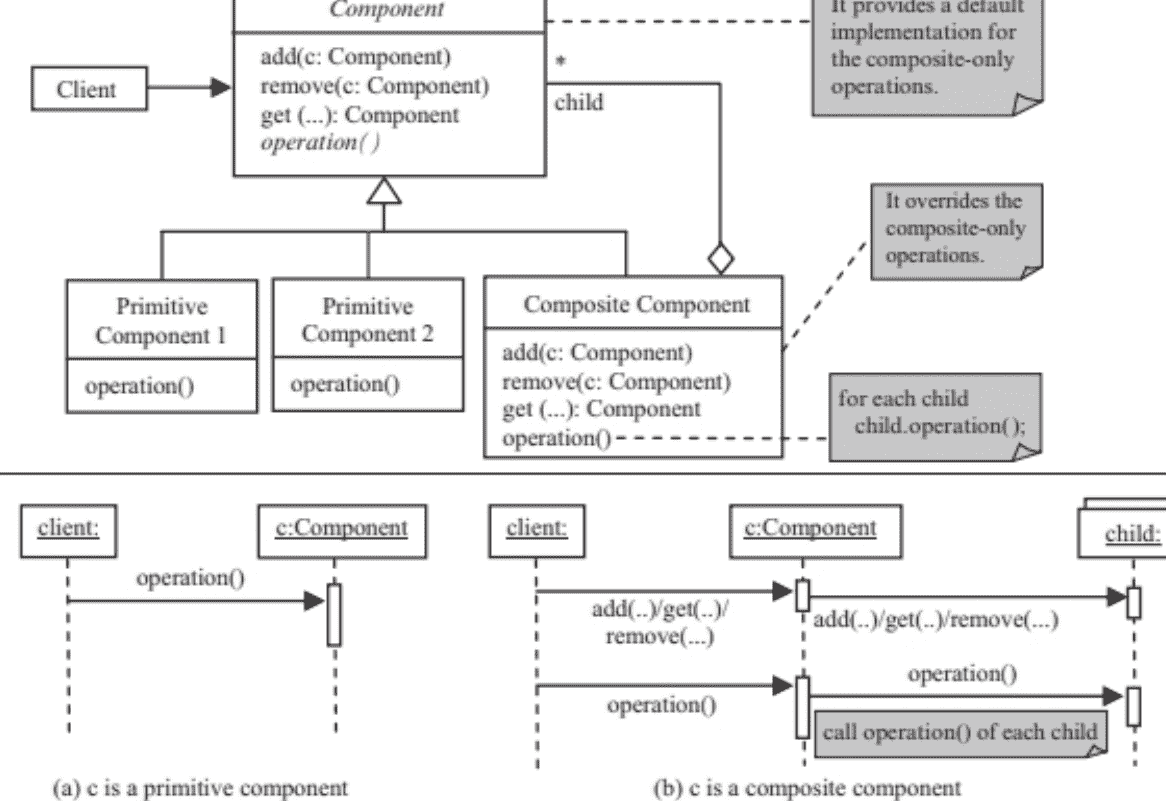 Component
It provides a default
implementation for
the composite-only
operations.
add(c: Component)
remove(c: Component)
get (...): Component
operation( )
Client
*
child
It overrides the
composite-only
operations.
Primitive
Component 1
operation()
Primitive
Component 2
operation()
Composite Component
add(c: Component)
remove(c: Component)
get (...): Component
operation()
for each child
child.operation();
client:
c:Component
operation()
(a) c is a primitive component
client:
c:Component
child:
add(..)/get(..)/
remove(...)
add(..)/get(..)/remove(...)
operation()
operation()
call operation() of each child
(b) c is a composite component